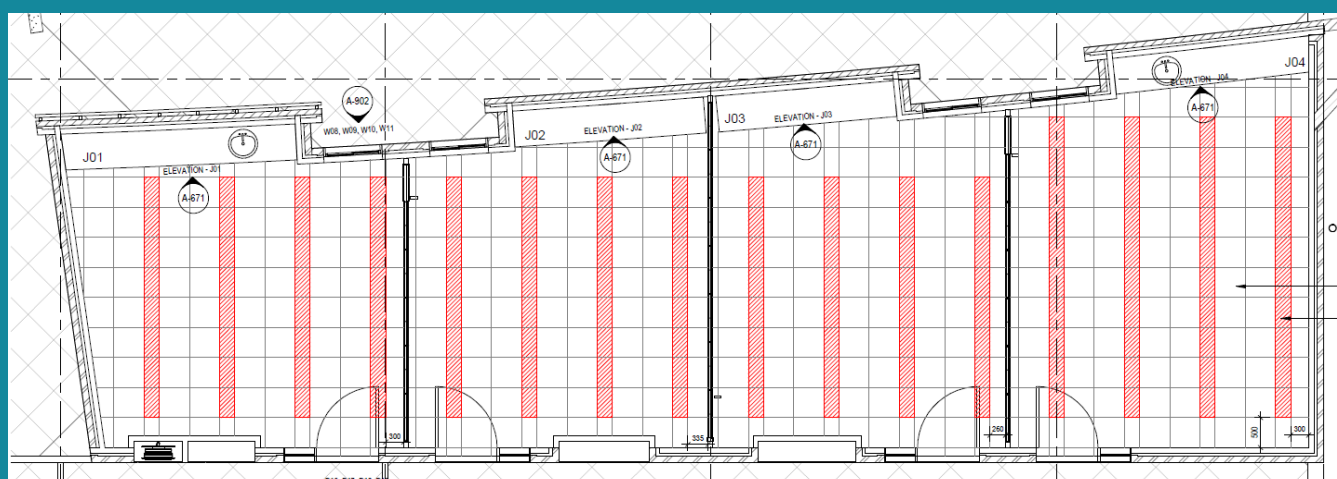 J04
A-902
ELEVATION - J04
A-671
W08, W09, W10, W11
J03
ELEVATION - J03
J02
ELEVATION - J02
A-671
A-671
J01
ELEVATION - J01
A-671
300
335
260
500
300